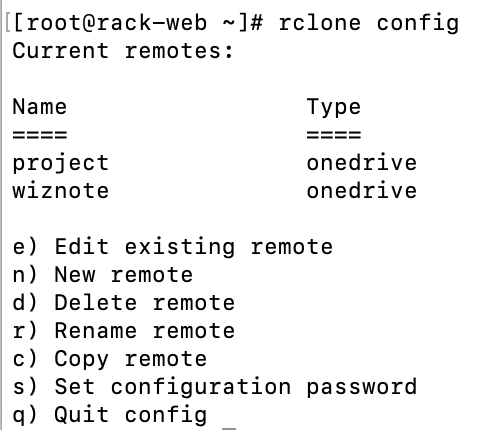 [[root@rack-web ~]# rclone config
Current remotes:

Name                 Type
====                 ====
project              onedrive
wiznote              onedrive

e) Edit existing remote
n) New remote
d) Delete remote
r) Rename remote
c) Copy remote
s) Set configuration password
q) Quit config